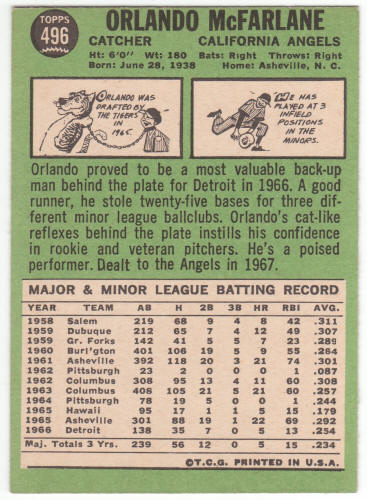 TOPPS
496
ORLANDO McFARLANE
CATCHER CALIFORNIA ANGELS
Ht: 6'0" Wt: 180 Bats: Right Throws: Right
Born: June 28, 1938 Home: Asheville, N. C.
ORLANDO WAS
DRAFTED BY
THE TIGERS
IN
1965.
HE HAS
PLAYED AT 3
INFIELD
POSITIONS
IN THE
MINORS.
Orlando proved to be a most valuable back-up
man behind the plate for Detroit in 1966. A good
runner, he stole twenty-five bases for three dif-
ferent minor league ballclubs. Orlando's cat-like
reflexes behind the plate instills his confidence
in rookie and veteran pitchers. He's a poised
performer. Dealt to the Angels in 1967.
MAJOR & MINOR LEAGUE BATTING RECORD
YEAR TEAM AB H 2B 3B HR RBI AVG.
1958 Salem 219 68 9 4 8 42 .311
1959 Dubuque 212 65 7 4 12 49 .307
1959 Gr. Forks 142 41 5 2 7 23 .289
1960 Burl'gton 401 106 19 5 9 55 .264
1961 Asheville 392 118 21 5 21 74 .301
1962 Pittsburgh 23 2 0 0 0 1 .087
1962 Columbus 308 95 13 4 11 60 .308
1963 Columbus 408 105 21 5 21 60 .257
1964 Pittsburgh 78 19 5 0 0 1 .244
1965 Hawaii 95 17 1 1 5 15 .179
1965 Asheville 301 88 19 1 22 69 .292
1966 Detroit 138 35 7 0 5 13 .254
Maj. Totals 3 Yrs. 239 56 12 0 5 15 .234
©T.C.G. PRINTED IN U.S.A.